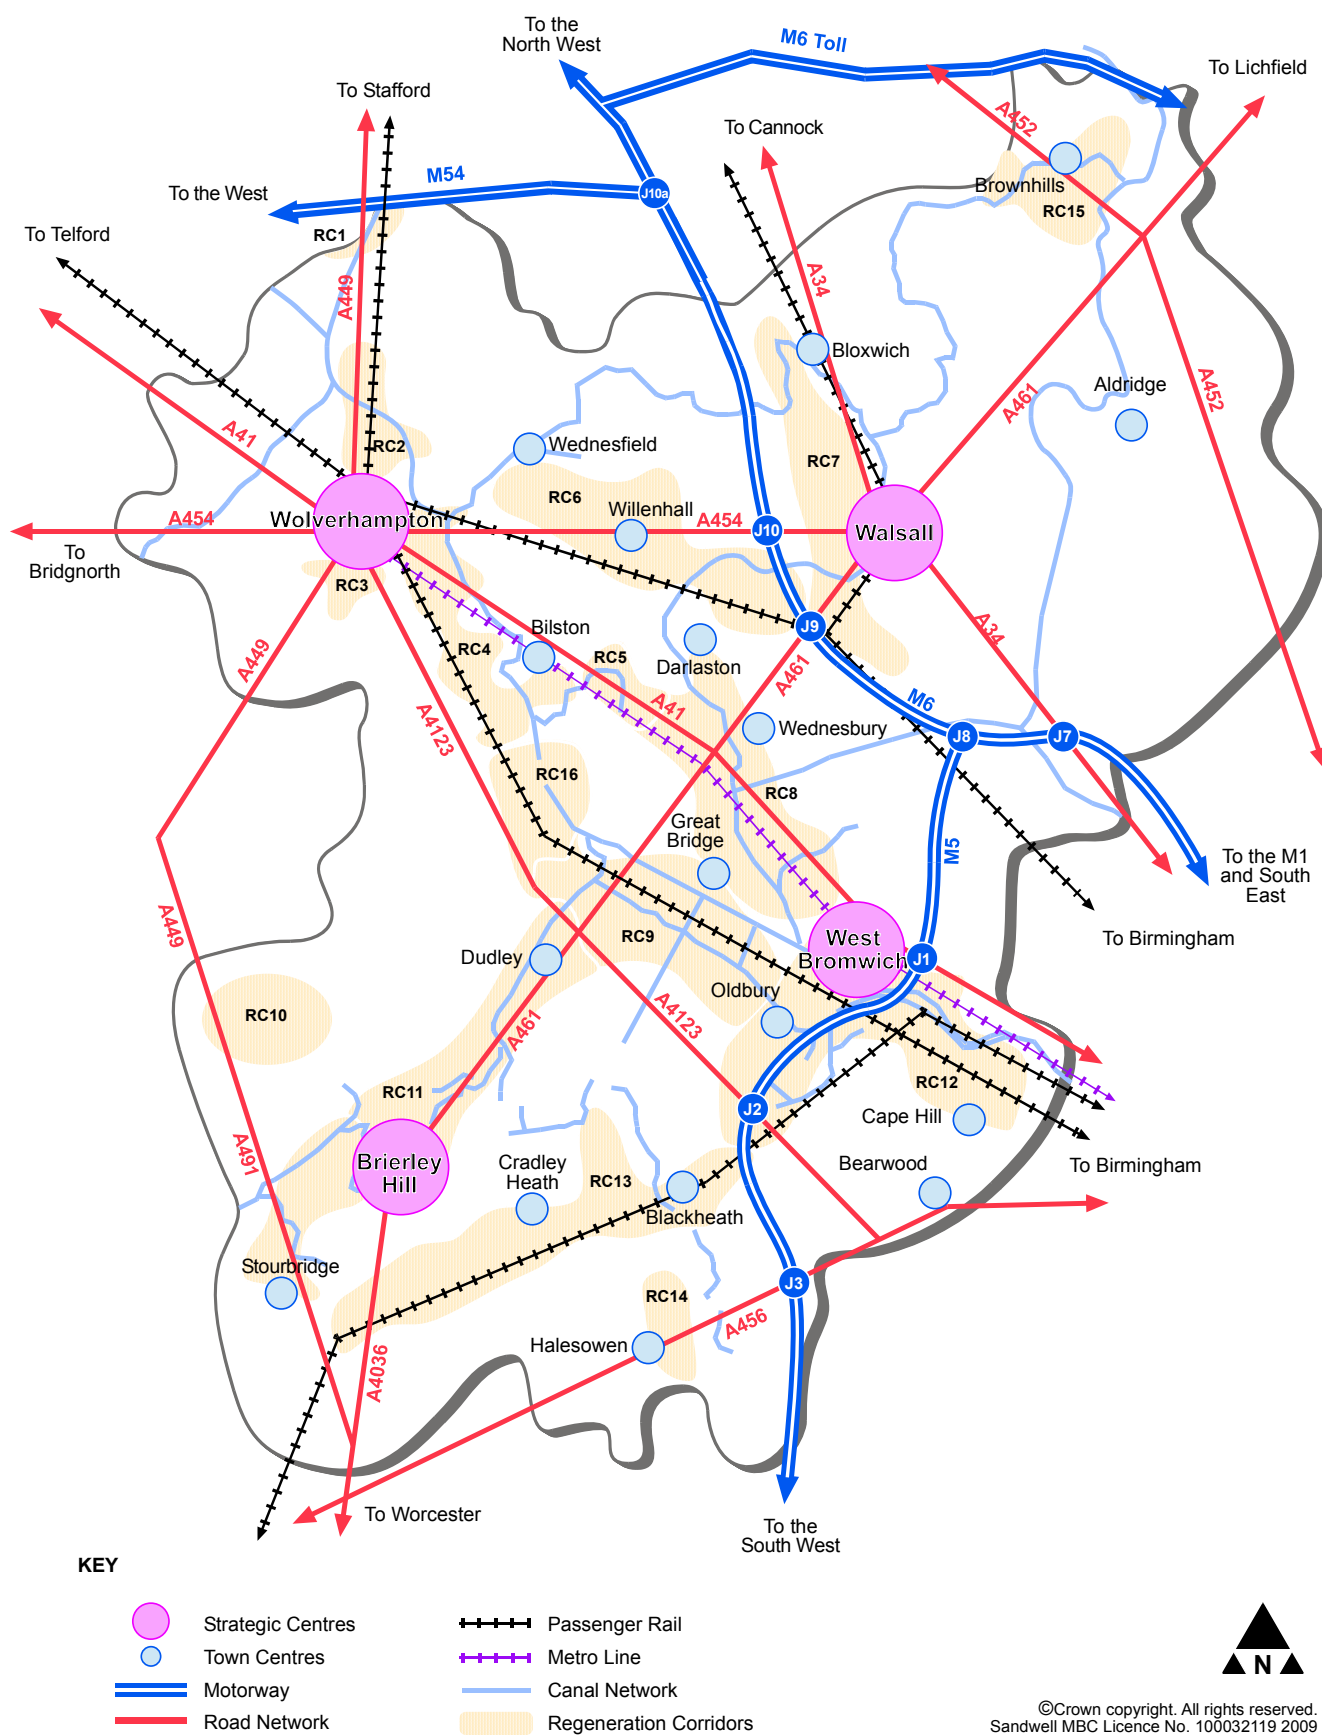 To the
North West
M6 Toll
To Lichfield
To Stafford
A452
To Cannock
Brownhills
M54
To the West
J10a
RC15
To Telford
RC1
A449
A34
Bloxwich
Aldridge
A452
A461
A41
RC2
Wednesfield
RC7
RC6
Willenhall
A454
Wolverhampton
A454
J10
Walsall
To
Bridgnorth
RC3
Bilston
J9
A34
A449
RC4
RC5
Darlaston
A461
A41
M6
A4123
Wednesbury
J8
J7
RC16
RC8
Great
Bridge
M5
To the M1
and South
East
A449
Dudley
RC9
West
Bromwich
J1
To Birmingham
Oldbury
RC10
A461
A4123
RC11
RC12
J2
Cape Hill
A491
Brierley
Hill
Cradley
Heath
RC13
Bearwood
To Birmingham
Blackheath
Stourbridge
J3
RC14
A456
Halesowen
A4036
To Worcester
To the
South West
KEY
Strategic Centres
Town Centres
Motorway
Road Network
Passenger Rail
Metro Line
Canal Network
Regeneration Corridors
N
©Crown copyright. All rights reserved.
Sandwell MBC Licence No. 100032119 2009